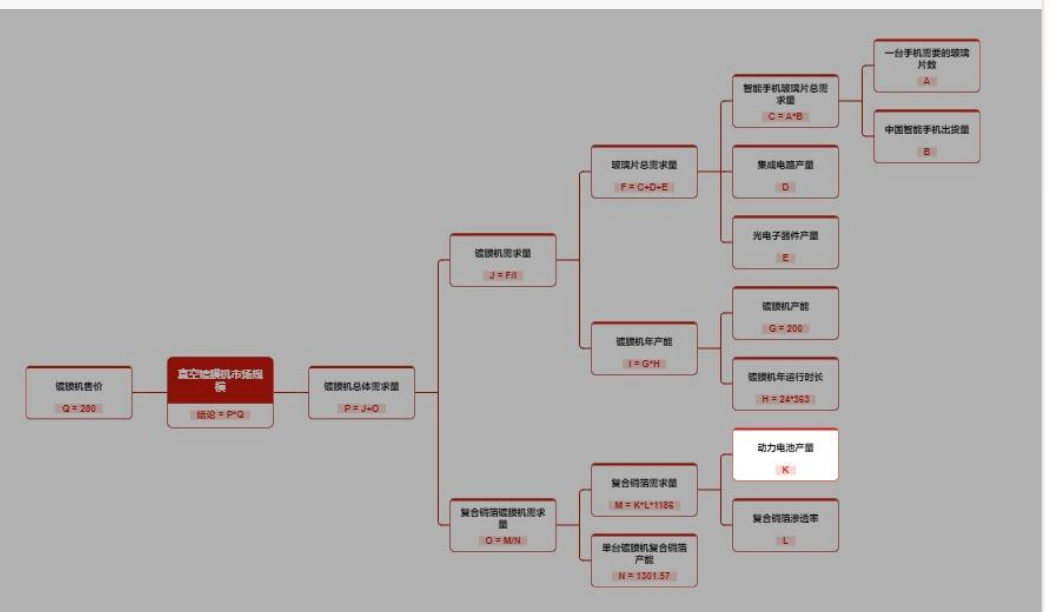 镀膜机售价
Q = 280
真空镀膜机市场规
模
结论 = P*Q
镀膜机总体需求量
P = J+O
镀膜机需求量
J = F/I
玻璃片总需求量
F = C+D+E
智能手机玻璃片总需
求量
C = A*B
一台手机需要的玻璃
片数
A
中国智能手机出货量
B
集成电路产量
D
光电子器件产量
E
镀膜机年产能
I = G*H
镀膜机产能
G = 200
镀膜机年运行时长
H = 24*363
复合铜箔镀膜机需求
量
O = M/N
复合铜箔需求量
M = K*L*1186
动力电池产量
K
复合铜箔渗透率
L
单台镀膜机复合铜箔
产能
N = 1301.57